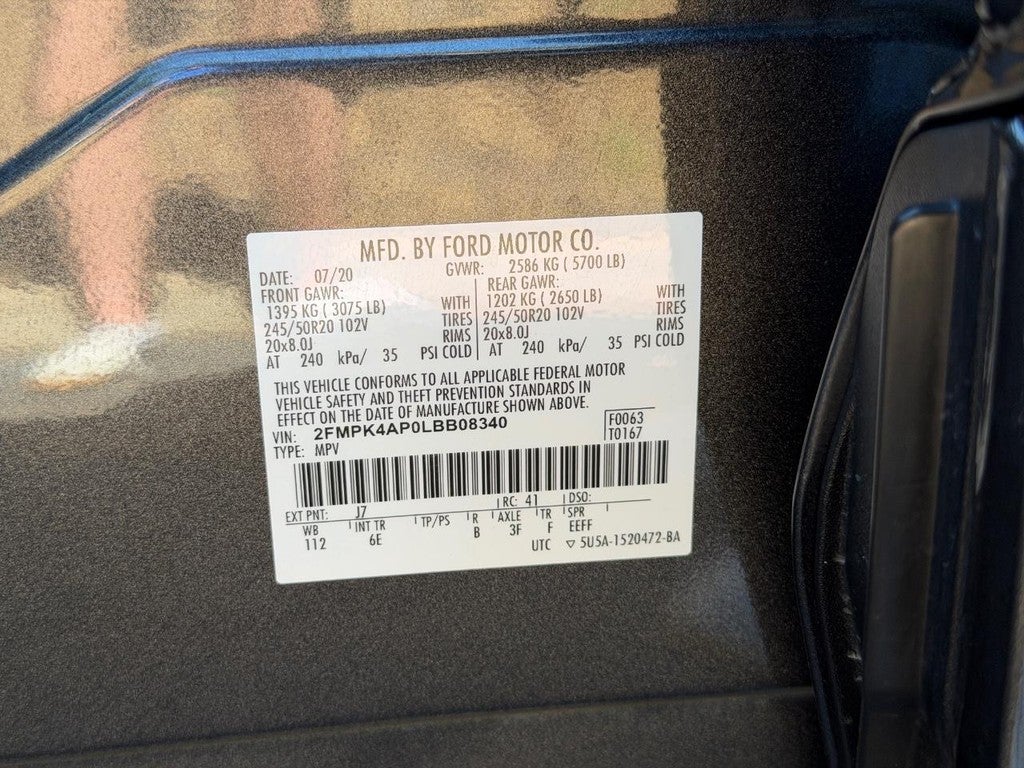 MFD. BY FORD MOTOR CO.
DATE: 07/20 GVWR: 2586 KG ( 5700 LB)
FRONT GAWR: REAR GAWR:
1395 KG ( 3075 LB) WITH 1202 KG ( 2650 LB) WITH
245/50R20 102V TIRES 245/50R20 102V TIRES
20x8.0J RIMS 20x8.0J RIMS
AT 240 kPa/ 35 PSI COLD AT 240 kPa/ 35 PSI COLD
THIS VEHICLE CONFORMS TO ALL APPLICABLE FEDERAL MOTOR
VEHICLE SAFETY AND THEFT PREVENTION STANDARDS IN
EFFECT ON THE DATE OF MANUFACTURE SHOWN ABOVE.
VIN: 2FMPK4AP0LBB08340 F0063
TYPE: MPV T0167
EXT PNT: J7 RC: 41 DSO:
WB INT TR TP/PS R AXLE TR SPR
112 6E B 3F F EEFF
UTC ▽ 5U5A-1520472-BA